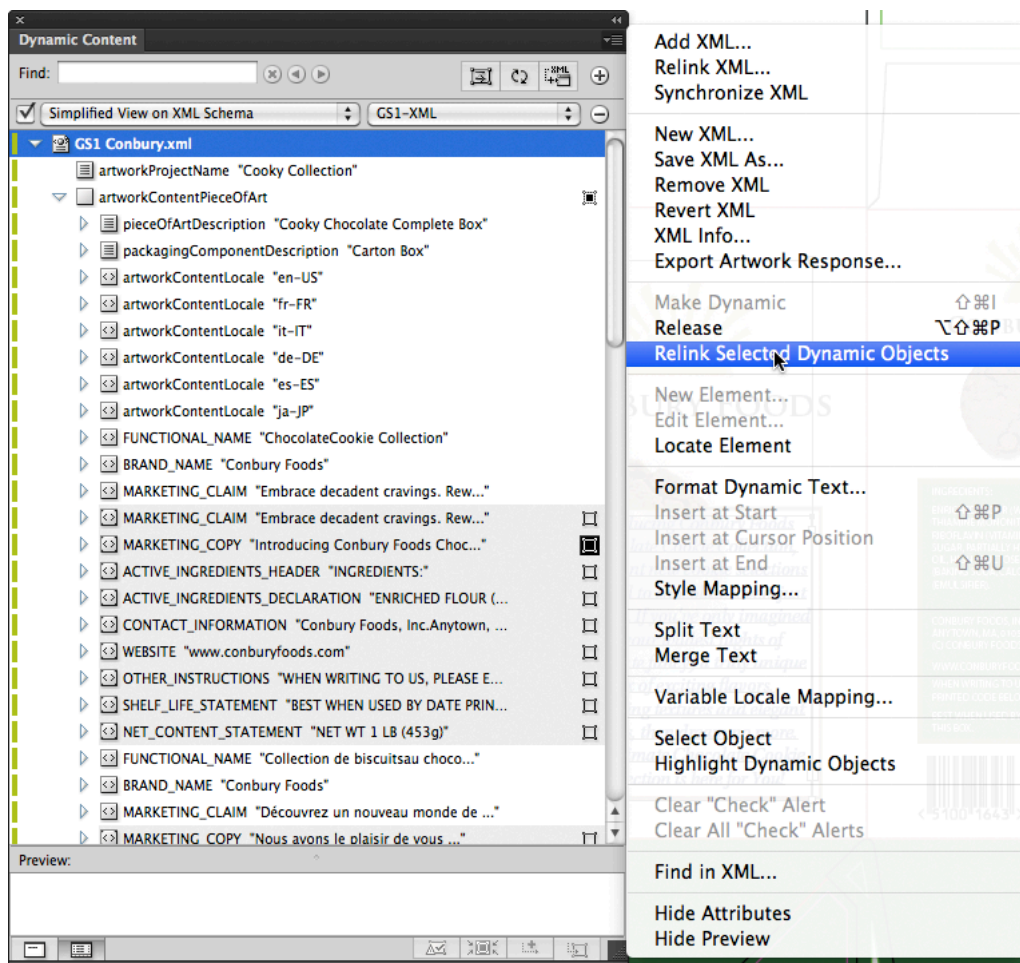 Dynamic Content
Find:
XML
Simplified View on XML Schema
GS1-XML
GS1 Conbury.xml
artworkProjectName "Cooky Collection"
artworkContentPieceOfArt
pieceOfArtDescription "Cooky Chocolate Complete Box"
packagingComponentDescription "Carton Box"
artworkContentLocale "en-US"
artworkContentLocale "fr-FR"
artworkContentLocale "it-IT"
artworkContentLocale "de-DE"
artworkContentLocale "es-ES"
artworkContentLocale "ja-JP"
FUNCTIONAL_NAME "ChocolateCookie Collection"
BRAND_NAME "Conbury Foods"
MARKETING_CLAIM "Embrace decadent cravings. Rew..."
MARKETING_CLAIM "Embrace decadent cravings. Rew..."
MARKETING_COPY "Introducing Conbury Foods Choc..."
ACTIVE_INGREDIENTS_HEADER "INGREDIENTS:"
ACTIVE_INGREDIENTS_DECLARATION "ENRICHED FLOUR (...
CONTACT_INFORMATION "Conbury Foods, Inc.Anytown, ...
WEBSITE "www.conburyfoods.com"
OTHER_INSTRUCTIONS "WHEN WRITING TO US, PLEASE E...
SHELF_LIFE_STATEMENT "BEST WHEN USED BY DATE PRIN...
NET_CONTENT_STATEMENT "NET WT 1 LB (453g)"
FUNCTIONAL_NAME "Collection de biscuitsau choco..."
BRAND_NAME "Conbury Foods"
MARKETING_CLAIM "Découvrez un nouveau monde de ..."
MARKETING_COPY "Nous avons le plaisir de vous ..."
Preview:
Add XML...
Relink XML...
Synchronize XML
New XML...
Save XML As...
Remove XML
Revert XML
XML Info...
Export Artwork Response...
Make Dynamic ⇧⌘I
Release ⌥⇧⌘P
Relink Selected Dynamic Objects
New Element...
Edit Element...
Locate Element
Format Dynamic Text...
Insert at Start ⇧⌘P
Insert at Cursor Position
Insert at End ⇧⌘U
Style Mapping...
Split Text
Merge Text
Variable Locale Mapping...
Select Object
Highlight Dynamic Objects
Clear "Check" Alert
Clear All "Check" Alerts
Find in XML...
Hide Attributes
Hide Preview